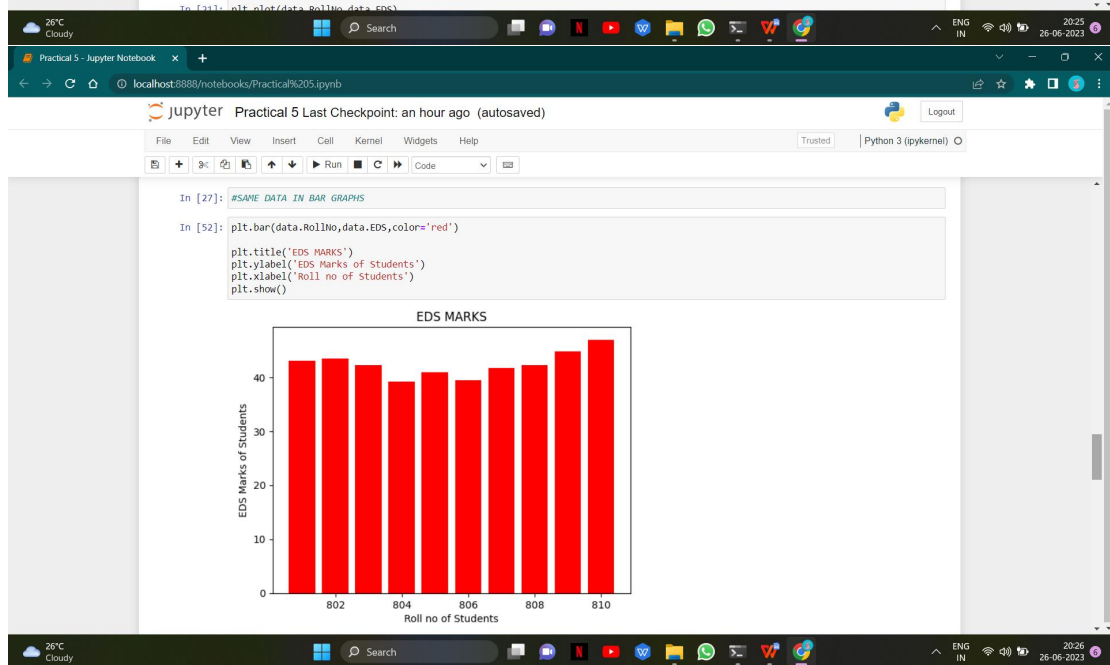 In [21]: plt.plot(data.RollNo,data.EDS)
26°C
Cloudy
Search
ENG
IN
20:25
26-06-2023
6
Practical 5 - Jupyter Notebook
localhost:8888/notebooks/Practical%205.ipynb
jupyter Practical 5 Last Checkpoint: an hour ago (autosaved)
Logout
File Edit View Insert Cell Kernel Widgets Help
Trusted
Python 3 (ipykernel)
Run
Code
In [27]: #SAME DATA IN BAR GRAPHS
In [52]: plt.bar(data.RollNo,data.EDS,color='red')
plt.title('EDS MARKS')
plt.ylabel('EDS Marks of Students')
plt.xlabel('Roll no of Students')
plt.show()
EDS MARKS
40
30
20
10
0
EDS Marks of Students
802 804 806 808 810
Roll no of Students
26°C
Cloudy
Search
ENG
IN
20:26
26-06-2023
6